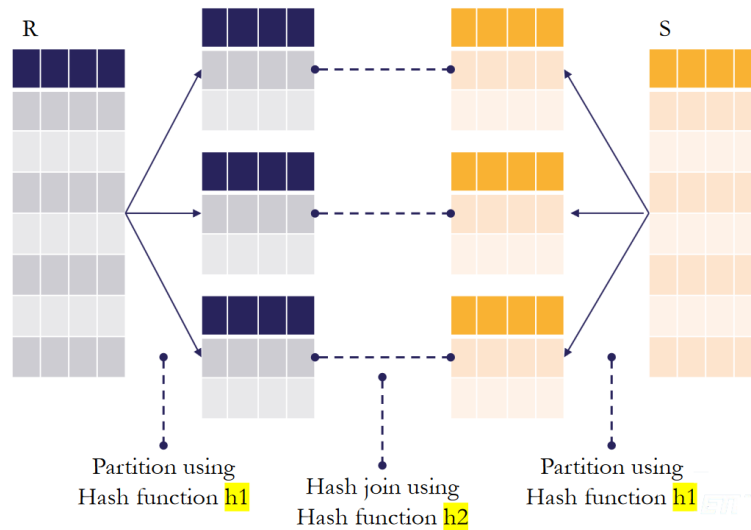 R
S
Partition using
Hash function h1
Hash join using
Hash function h2
Partition using
Hash function h1